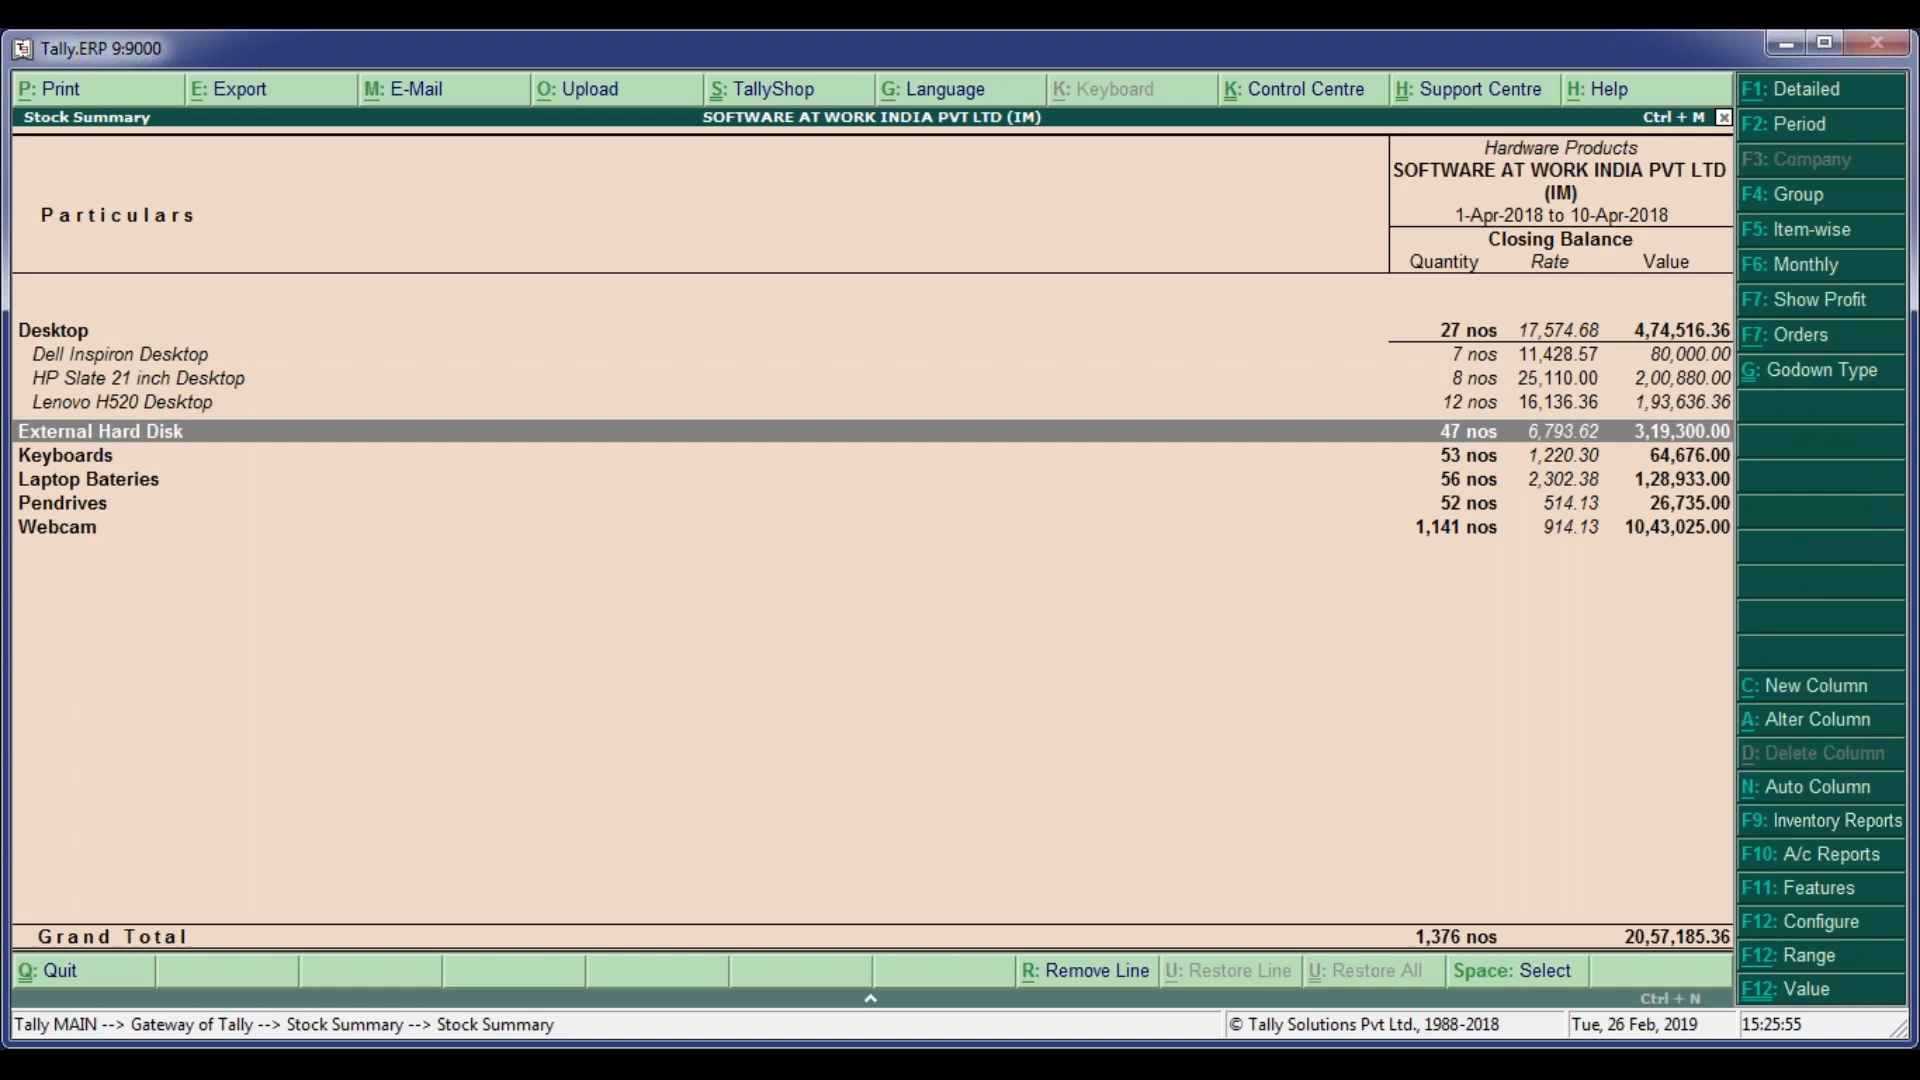 Tally.ERP 9:9000
P: Print E: Export M: E-Mail O: Upload S: TallyShop G: Language K: Keyboard K: Control Centre H: Support Centre H: Help
Stock Summary SOFTWARE AT WORK INDIA PVT LTD (IM) Ctrl + M
Particulars
Hardware Products
SOFTWARE AT WORK INDIA PVT LTD
(IM)
1-Apr-2018 to 10-Apr-2018
Closing Balance
Quantity Rate Value
Desktop 27 nos 17,574.68 4,74,516.36
Dell Inspiron Desktop 7 nos 11,428.57 80,000.00
HP Slate 21 inch Desktop 8 nos 25,110.00 2,00,880.00
Lenovo H520 Desktop 12 nos 16,136.36 1,93,636.36
External Hard Disk 47 nos 6,793.62 3,19,300.00
Keyboards 53 nos 1,220.30 64,676.00
Laptop Bateries 56 nos 2,302.38 1,28,933.00
Pendrives 52 nos 514.13 26,735.00
Webcam 1,141 nos 914.13 10,43,025.00
Grand Total 1,376 nos 20,57,185.36
F1: Detailed
F2: Period
F3: Company
F4: Group
F5: Item-wise
F6: Monthly
F7: Show Profit
F7: Orders
G: Godown Type
C: New Column
A: Alter Column
D: Delete Column
N: Auto Column
F9: Inventory Reports
F10: A/c Reports
F11: Features
F12: Configure
F12: Range
F12: Value
Q: Quit R: Remove Line U: Restore Line U: Restore All Space: Select
Ctrl + N
Tally MAIN --> Gateway of Tally --> Stock Summary --> Stock Summary © Tally Solutions Pvt Ltd., 1988-2018 Tue, 26 Feb, 2019 15:25:55